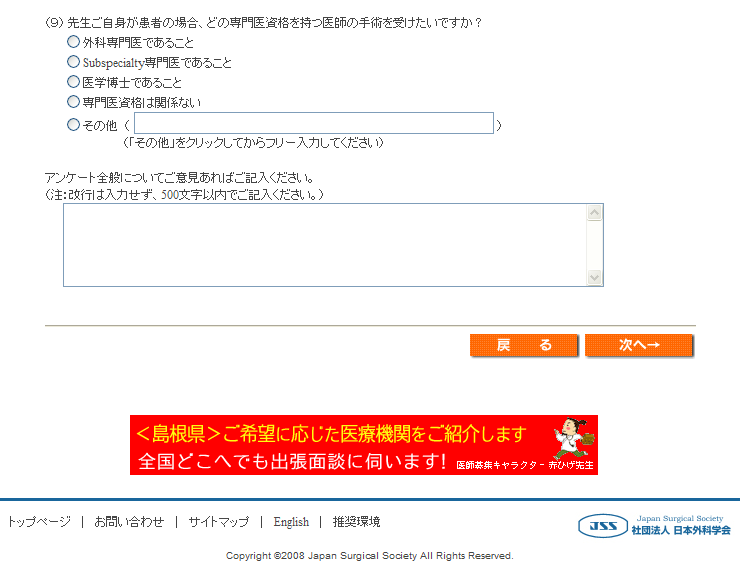 (9) 先生ご自身が患者の場合、どの専門医資格を持つ医師の手術を受けたいですか？
外科専門医であること
Subspecialty専門医であること
医学博士であること
専門医資格は関係ない
その他 ( )
(「その他」をクリックしてからフリー入力してください)
アンケート全般についてご意見あればご記入ください。
(注:改行は入力せず、500文字以内でご記入ください。)
戻　る 次へ→
＜島根県＞ご希望に応じた医療機関をご紹介します
全国どこへでも出張面談に伺います! 医師募集キャラクター 赤ひげ先生
トップページ | お問い合わせ | サイトマップ | English | 推奨環境
JSS Japan Surgical Society
社団法人 日本外科学会
Copyright ©2008 Japan Surgical Society All Rights Reserved.